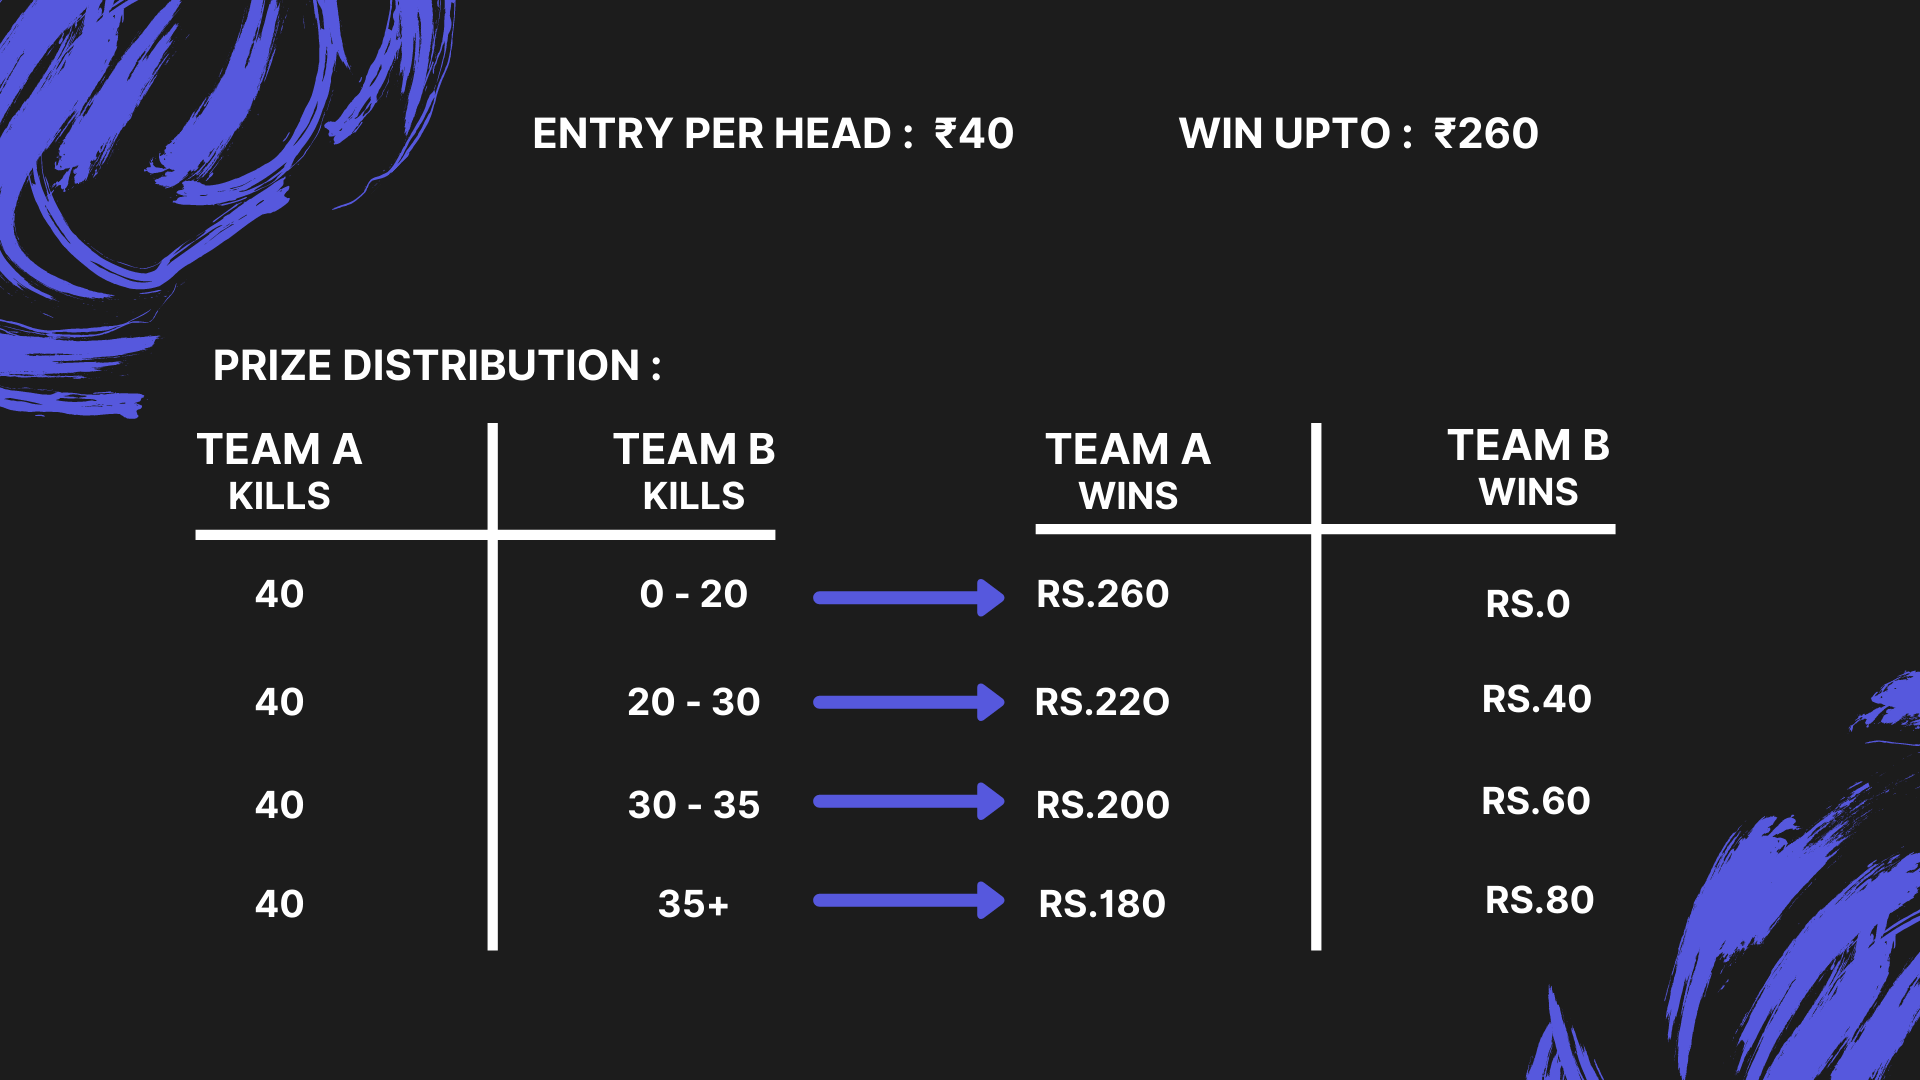 ENTRY PER HEAD : ₹40
WIN UPTO : ₹260
PRIZE DISTRIBUTION :
TEAM A
KILLS
TEAM B
KILLS
TEAM A
WINS
TEAM B
WINS
40 0 - 20 RS.260 RS.0
40 20 - 30 RS.22O RS.40
40 30 - 35 RS.200 RS.60
40 35+ RS.180 RS.80